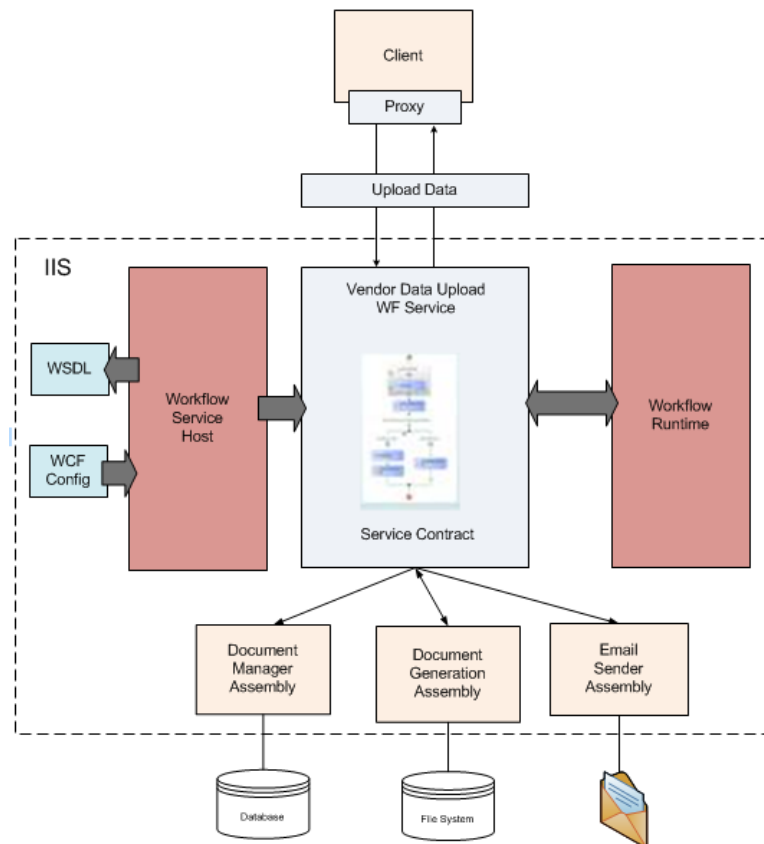 Client
Proxy
Upload Data
IIS
Vendor Data Upload
WF Service
WSDL
Workflow
Service
Host
Workflow
Runtime
WCF
Config
Service Contract
Document
Manager
Assembly
Document
Generation
Assembly
Email
Sender
Assembly
Database
File System